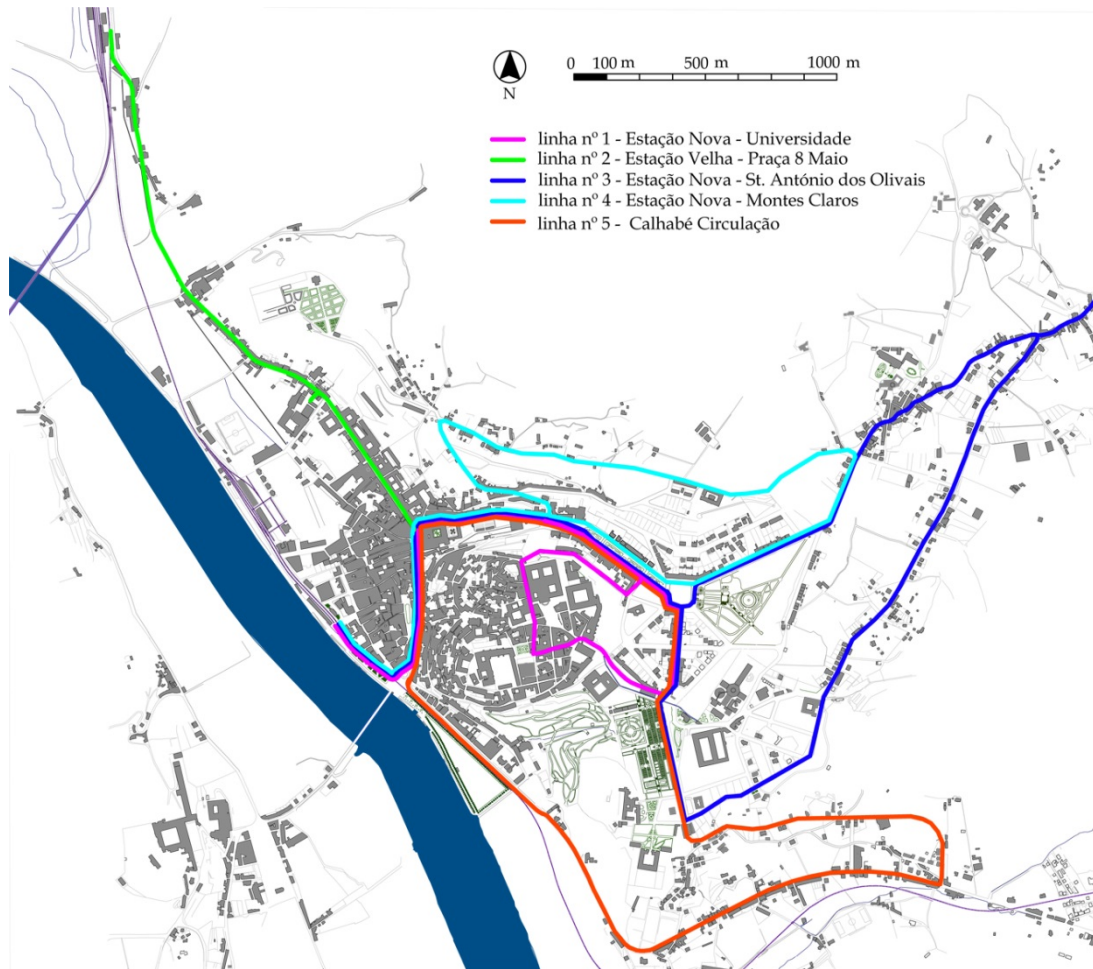 0 100 m 500 m 1000 m
N
linha nº 1 - Estação Nova - Universidade
linha nº 2 - Estação Velha - Praça 8 Maio
linha nº 3 - Estação Nova - St. António dos Olivais
linha nº 4 - Estação Nova - Montes Claros
linha nº 5 - Calhabé Circulação